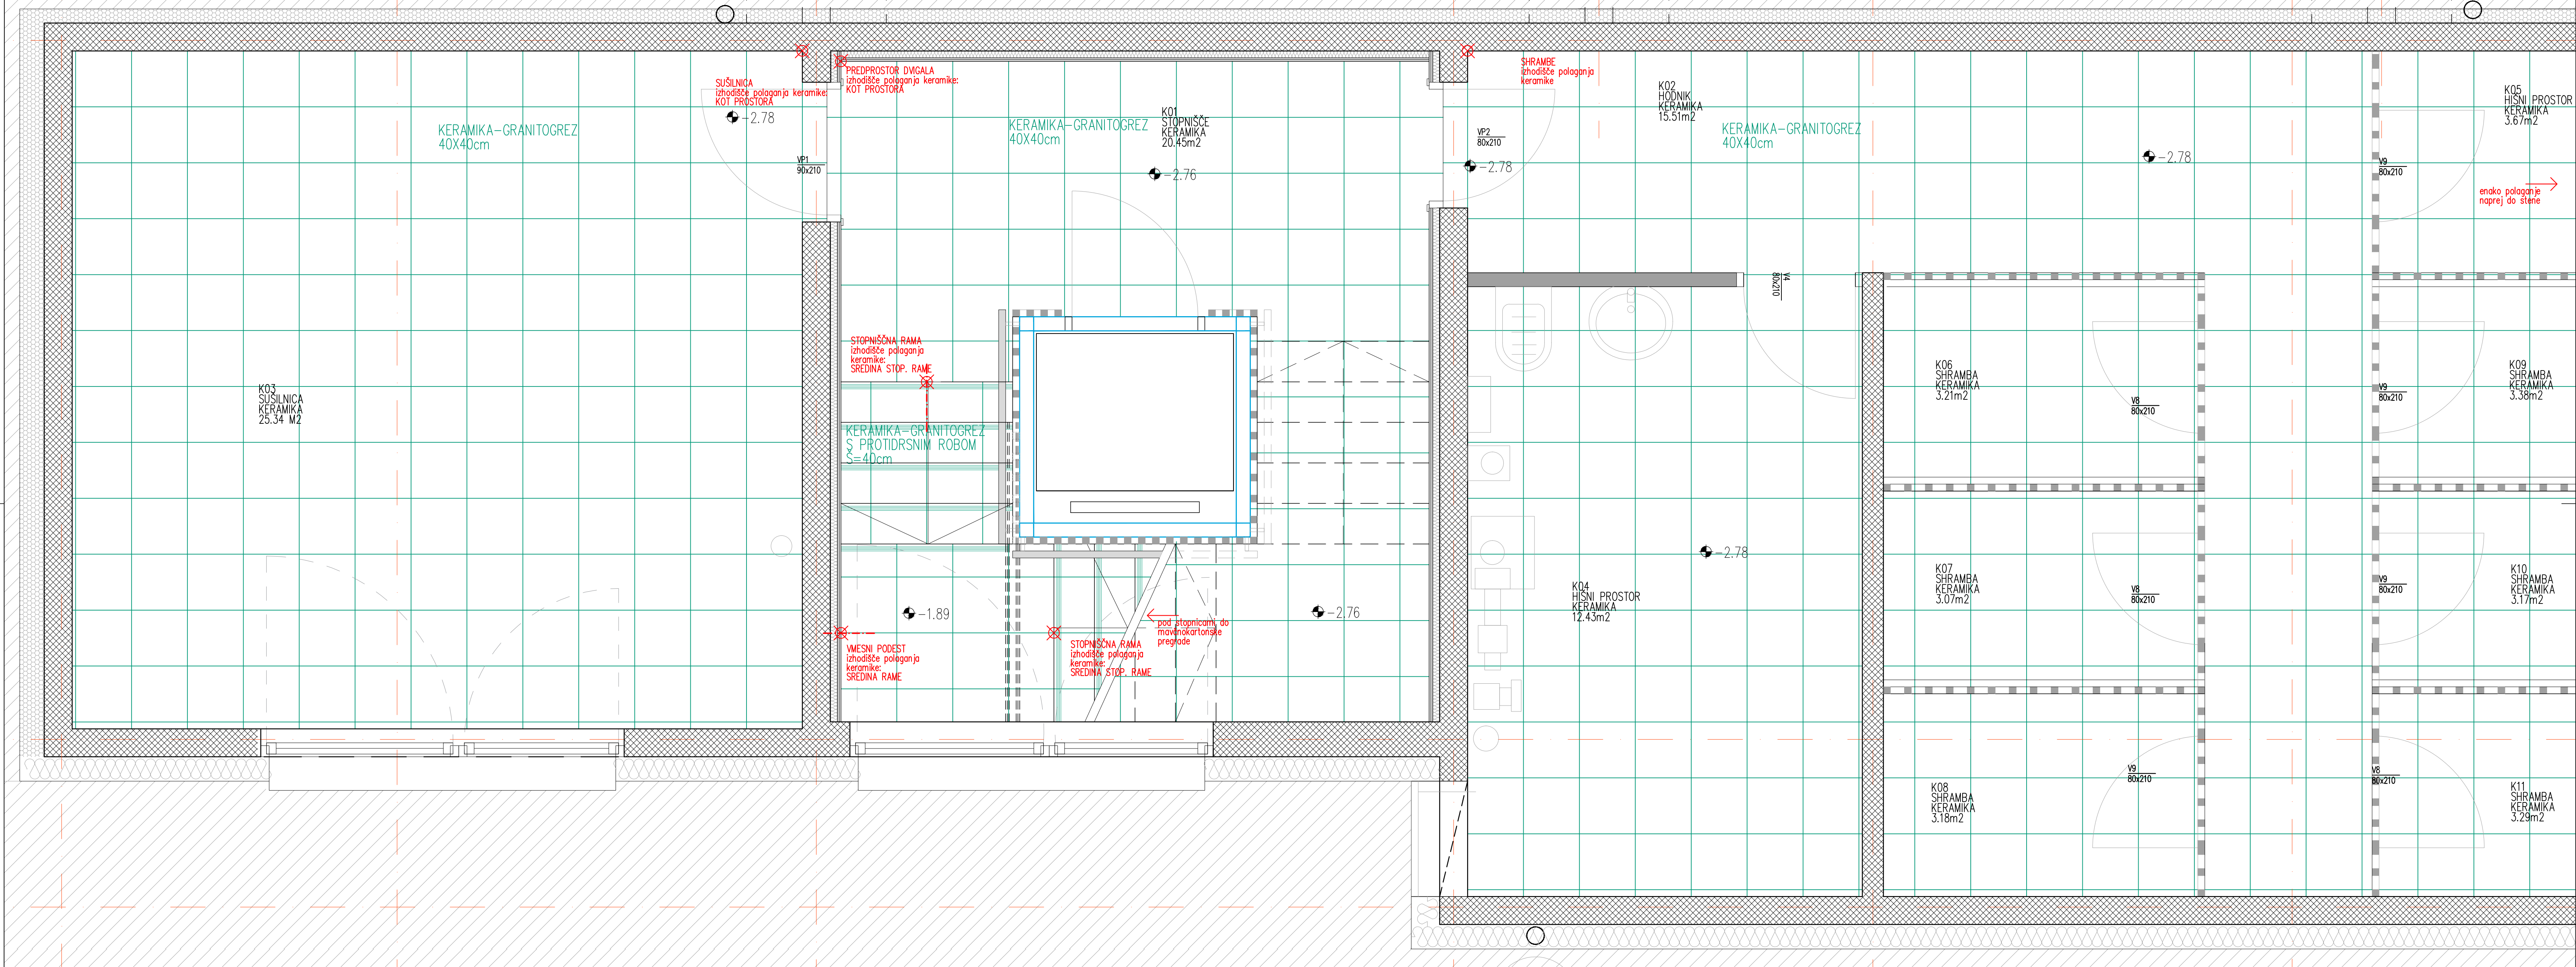 SUŠILNICA
izhodišče polaganja keramike:
KOT PROSTORA
-2.78
KERAMIKA-GRANITOGREZ
40X40cm
VP1
90x210
K03
SUŠILNICA
KERAMIKA
25.34 M2
PREDPROSTOR DVIGALA
izhodišče polaganja keramike:
KOT PROSTORA
KERAMIKA-GRANITOGREZ
40X40cm
K01
STOPNIŠČE
KERAMIKA
20.45m2
-2.76
STOPNIŠČNA RAMA
izhodišče polaganja
keramike:
SREDINA STOP. RAME
KERAMIKA-GRANITOGREZ
S PROTIDRSNIM ROBOM
Š=40cm
-1.89
VMESNI PODEST
izhodišče polaganja
keramike:
SREDINA RAME
STOPNIŠČNA RAMA
izhodišče polaganja
keramike:
SREDINA STOP. RAME
pod stopnicami do
mavčnokartonske
pregrade
-2.76
SHRAMBE
izhodišče polaganja
keramike
VP2
80x210
-2.78
K02
HODNIK
KERAMIKA
15.51m2
KERAMIKA-GRANITOGREZ
40X40cm
-2.78
V4
80x210
-2.78
K04
HIŠNI PROSTOR
KERAMIKA
12.43m2
K06
SHRAMBA
KERAMIKA
3.21m2
V8
80x210
K07
SHRAMBA
KERAMIKA
3.07m2
V8
80x210
K08
SHRAMBA
KERAMIKA
3.18m2
V9
80x210
K05
HIŠNI PROSTOR
KERAMIKA
3.67m2
V9
80x210
enako polaganje
naprej do stene
K09
SHRAMBA
KERAMIKA
3.38m2
V9
80x210
K10
SHRAMBA
KERAMIKA
3.17m2
V9
80x210
K11
SHRAMBA
KERAMIKA
3.29m2
V8
80x210